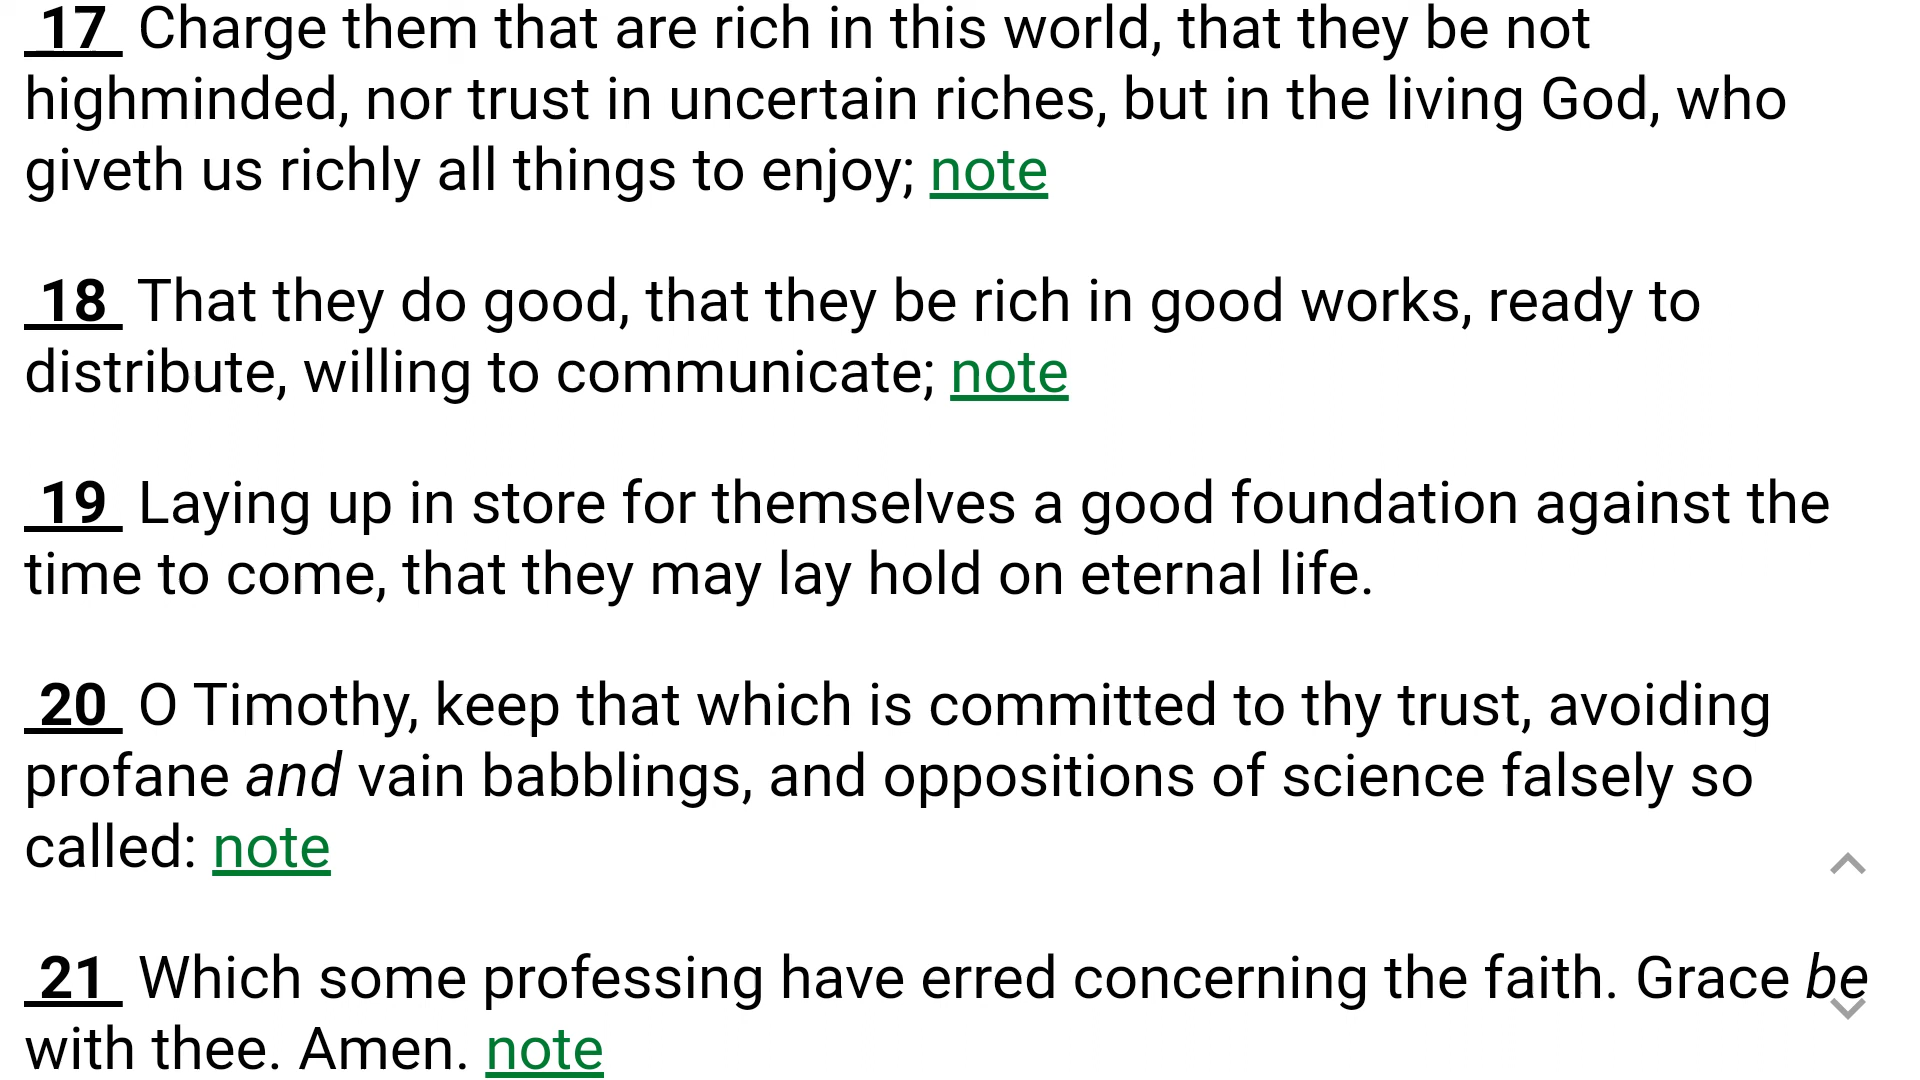 17 Charge them that are rich in this world, that they be not
highminded, nor trust in uncertain riches, but in the living God, who
giveth us richly all things to enjoy; note
18 That they do good, that they be rich in good works, ready to
distribute, willing to communicate; note
19 Laying up in store for themselves a good foundation against the
time to come, that they may lay hold on eternal life.
20 O Timothy, keep that which is committed to thy trust, avoiding
profane and vain babblings, and oppositions of science falsely so
called: note
21 Which some professing have erred concerning the faith. Grace be
with thee. Amen. note